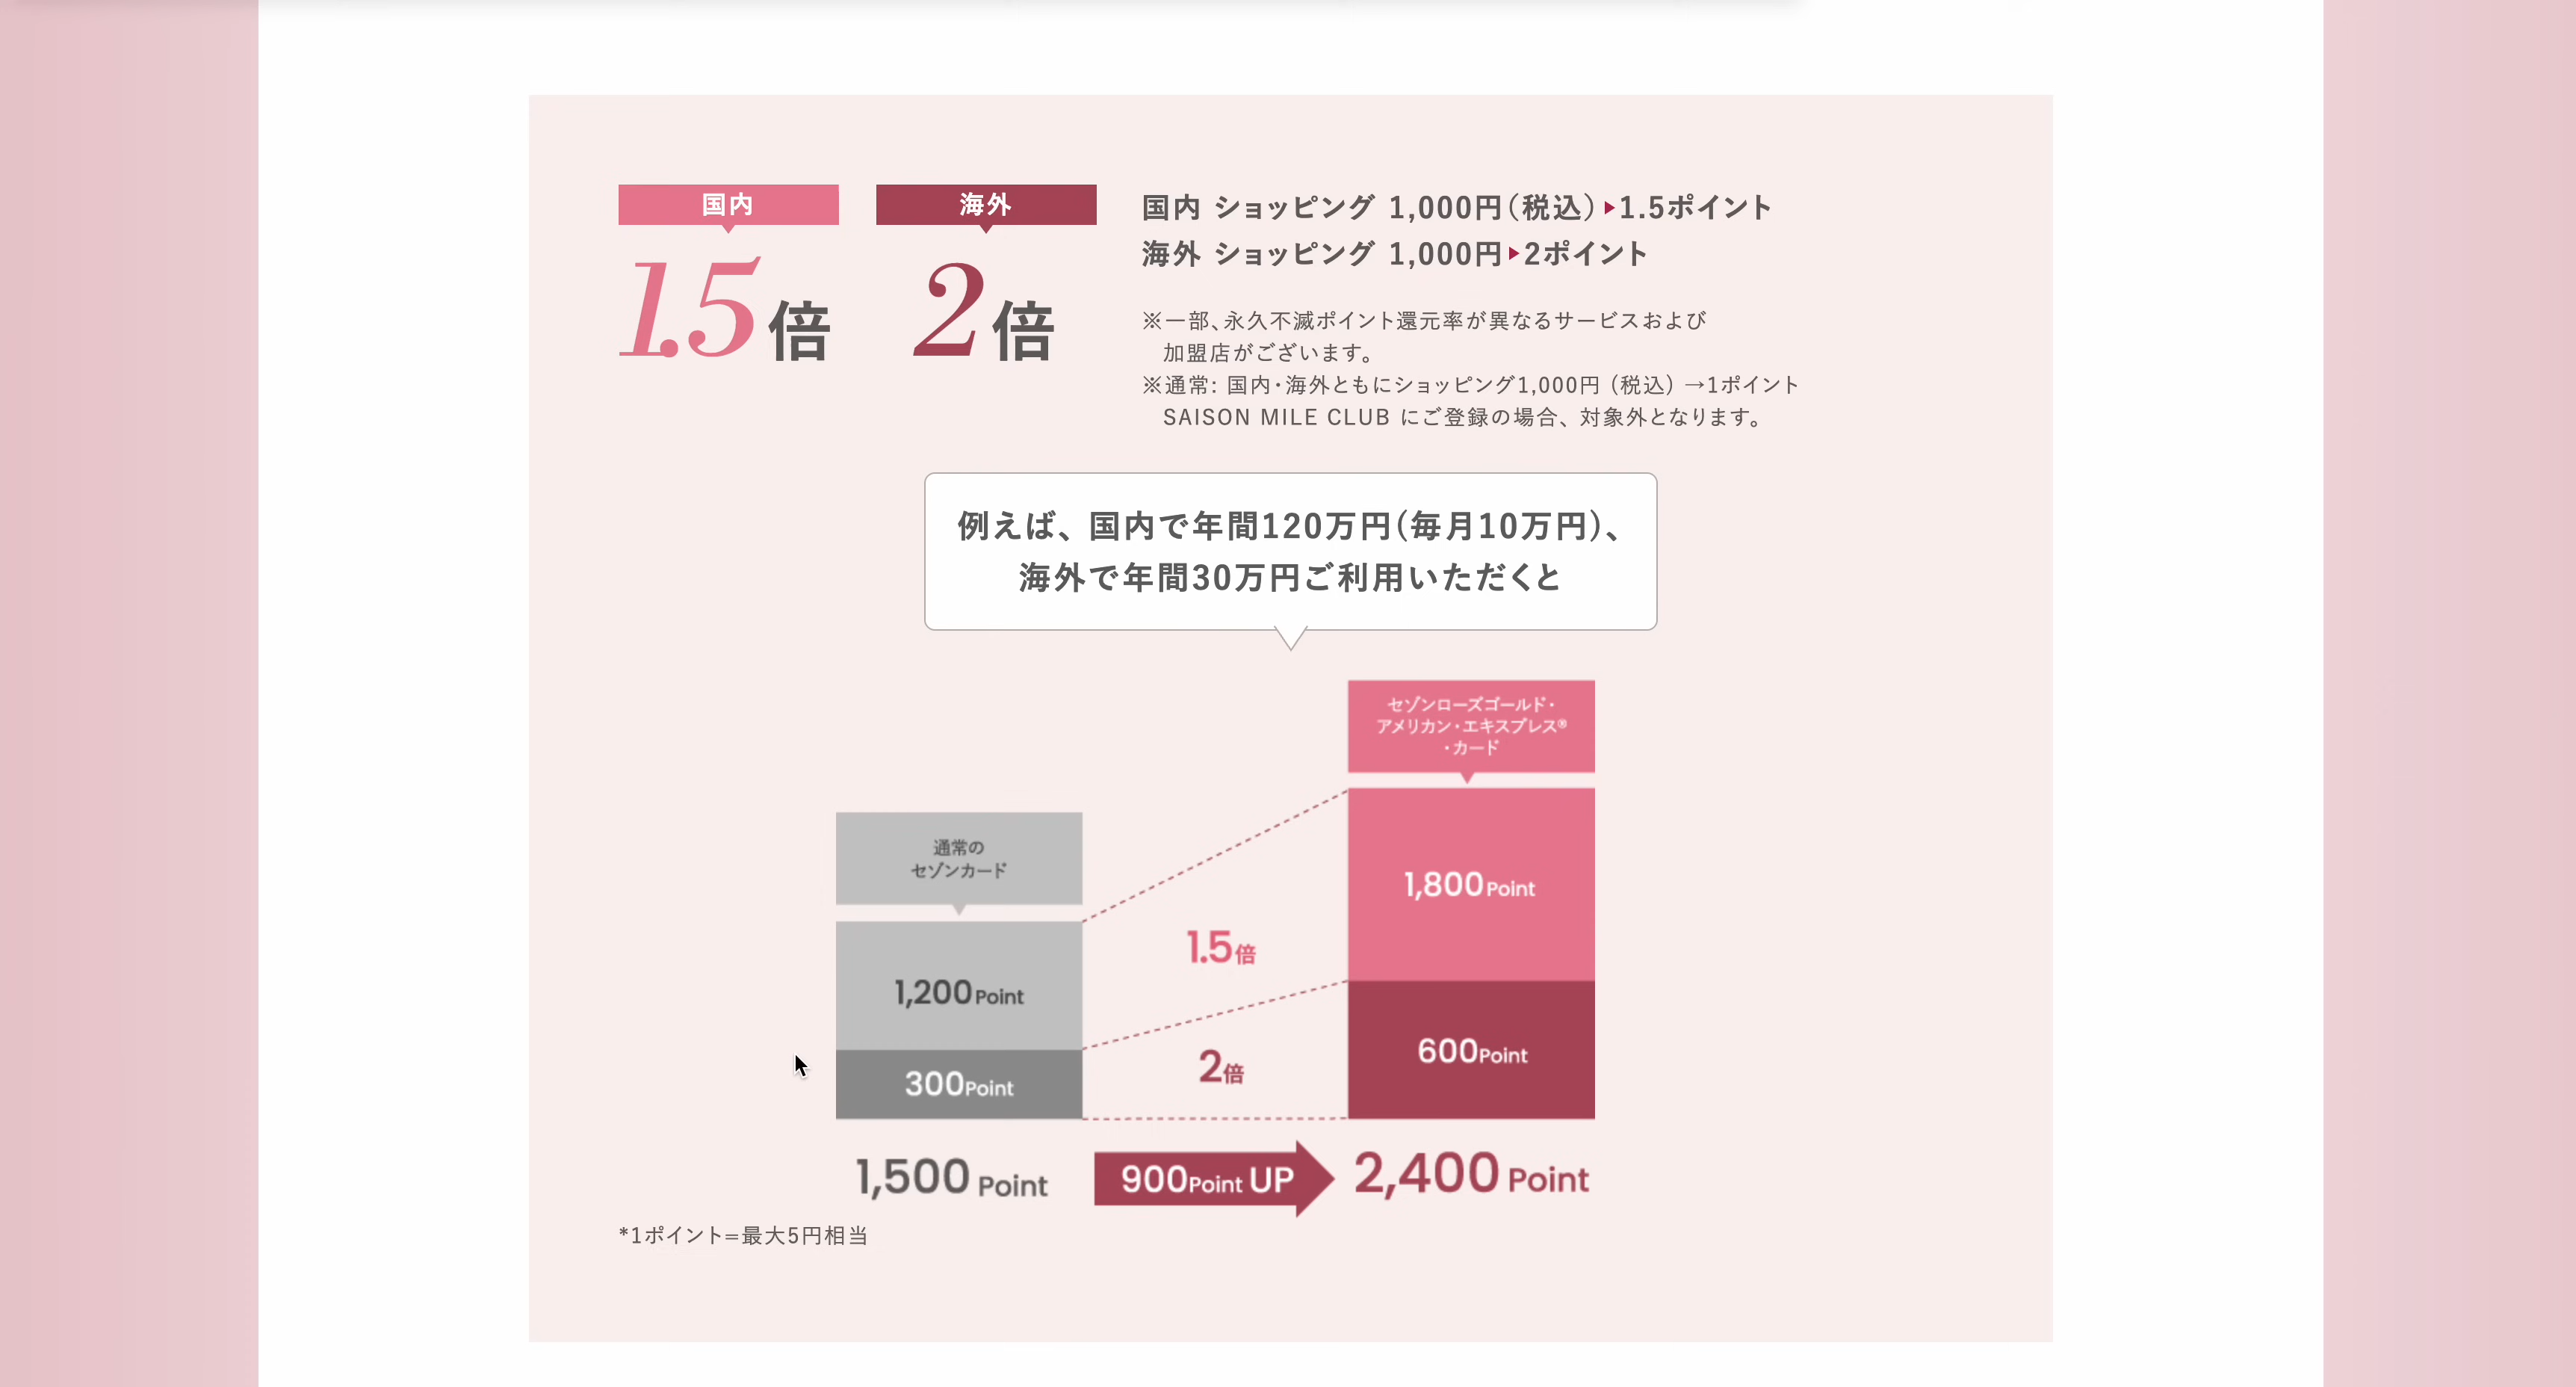 国内
1.5倍
海外
2倍
国内 ショッピング 1,000円（税込）▶1.5ポイント
海外 ショッピング 1,000円▶2ポイント
※一部、永久不滅ポイント還元率が異なるサービスおよび
加盟店がございます。
※通常: 国内・海外ともにショッピング1,000円（税込）→1ポイント
SAISON MILE CLUB にご登録の場合、対象外となります。
例えば、国内で年間120万円(毎月10万円)、
海外で年間30万円ご利用いただくと
通常の
セゾンカード
1,200Point
300Point
1,500 Point
1.5倍
2倍
900Point UP
セゾンローズゴールド・
アメリカン・エキスプレス®
・カード
1,800Point
600Point
2,400 Point
*1ポイント=最大5円相当